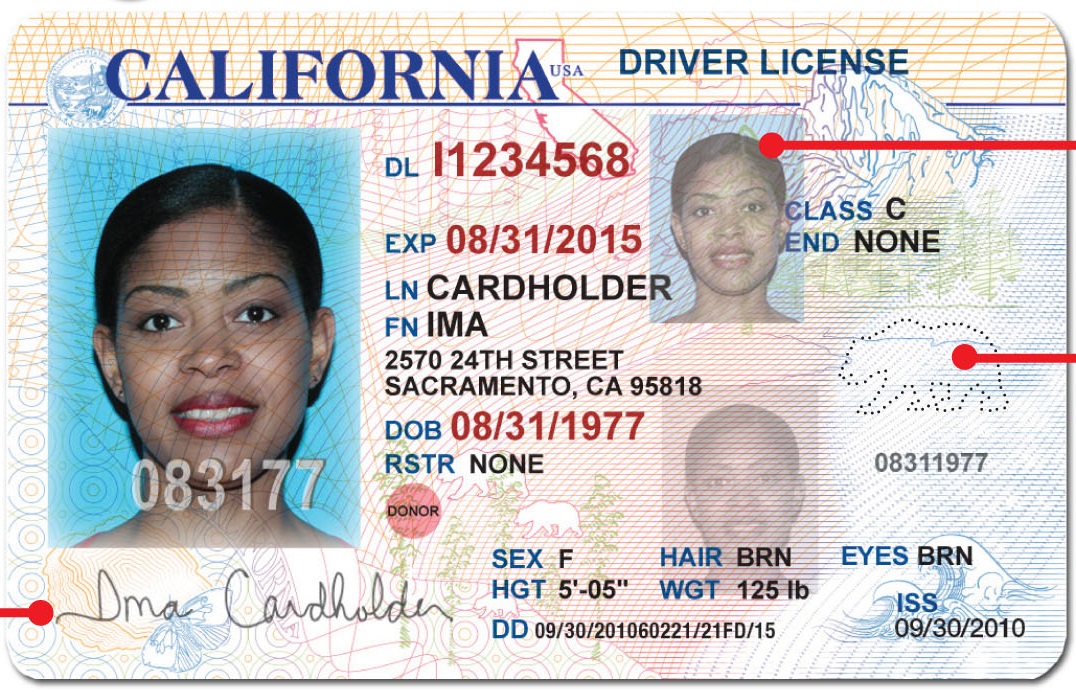 CALIFORNIA USA DRIVER LICENSE
DL I1234568
CLASS C
EXP 08/31/2015
END NONE
LN CARDHOLDER
FN IMA
2570 24TH STREET
SACRAMENTO, CA 95818
DOB 08/31/1977
RSTR NONE
08311977
083177
DONOR
SEX F HAIR BRN EYES BRN
HGT 5'-05" WGT 125 lb
ISS
DD 09/30/201060221/21FD/15 09/30/2010
Ima Cardholder